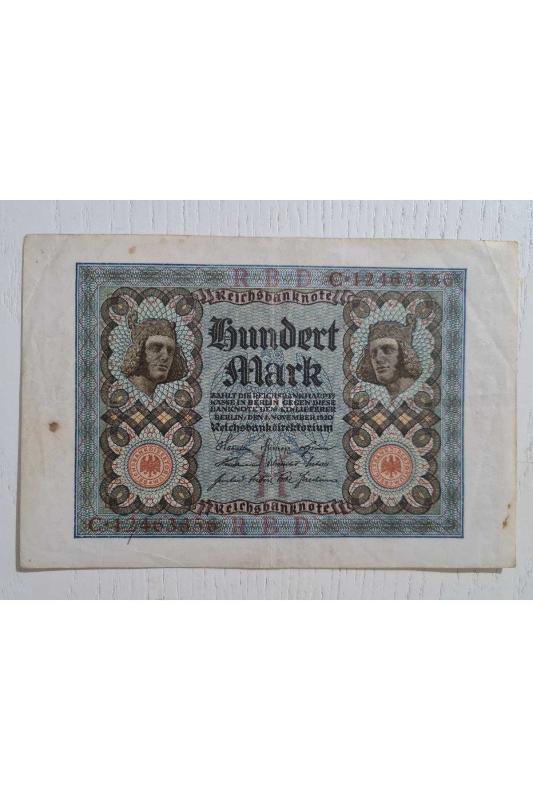 R B D C·12463356
Reichsbanknote
Hundert
Mark
ZAHLT DIE REICHSBANKHAUPT=
KASSE IN BERLIN GEGEN DIESE
BANKNOTE DEM EINLIEFERER
BERLIN, DEN 1. NOVEMBER 1920
Reichsbankdirektorium
C·12463356 R B D
Reichsbanknote